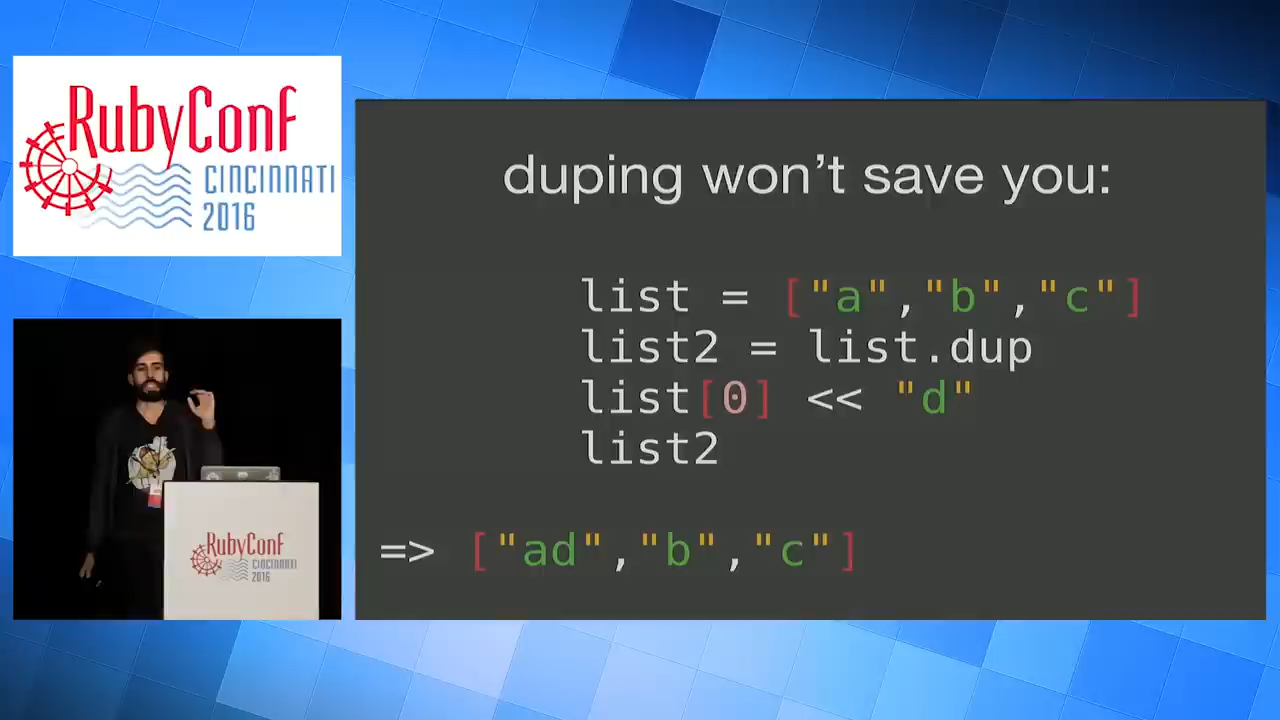 RubyConf
CINCINNATI
2016
duping won't save you:
list = ["a","b","c"]
list2 = list.dup
list[0] << "d"
list2
=> ["ad","b","c"]
RubyConf
CINCINNATI
2016